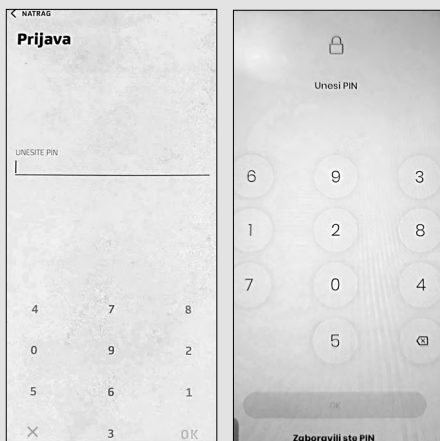 NATRAG
Prijava
UNESITE PIN
4 7 8
0 9 2
5 6 1
3 OK
Unesi PIN
6 9 3
1 2 8
7 0 4
5
OK
Zaboravili ste PIN